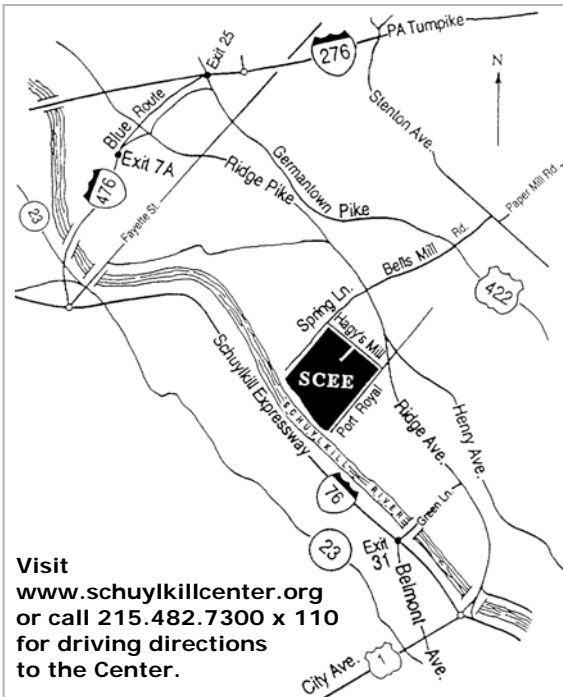 PA Turnpike
Exit 25
276
N
Blue Route
Stenton Ave.
Exit 7A
Germantown Pike
Ridge Pike
Paper Mill Rd.
476
23
Fayette St.
Bells Mill Rd.
422
Spring Ln.
Hagy's Mill
SCEE
Schuylkill Expressway
SCHUYLKILL RIVER
Port Royal
Ridge Ave.
Henry Ave.
76
Green Ln.
23
Exit 31
Belmont Ave.
City Ave.
1
Visit
www.schuylkillcenter.org
or call 215.482.7300 x 110
for driving directions
to the Center.